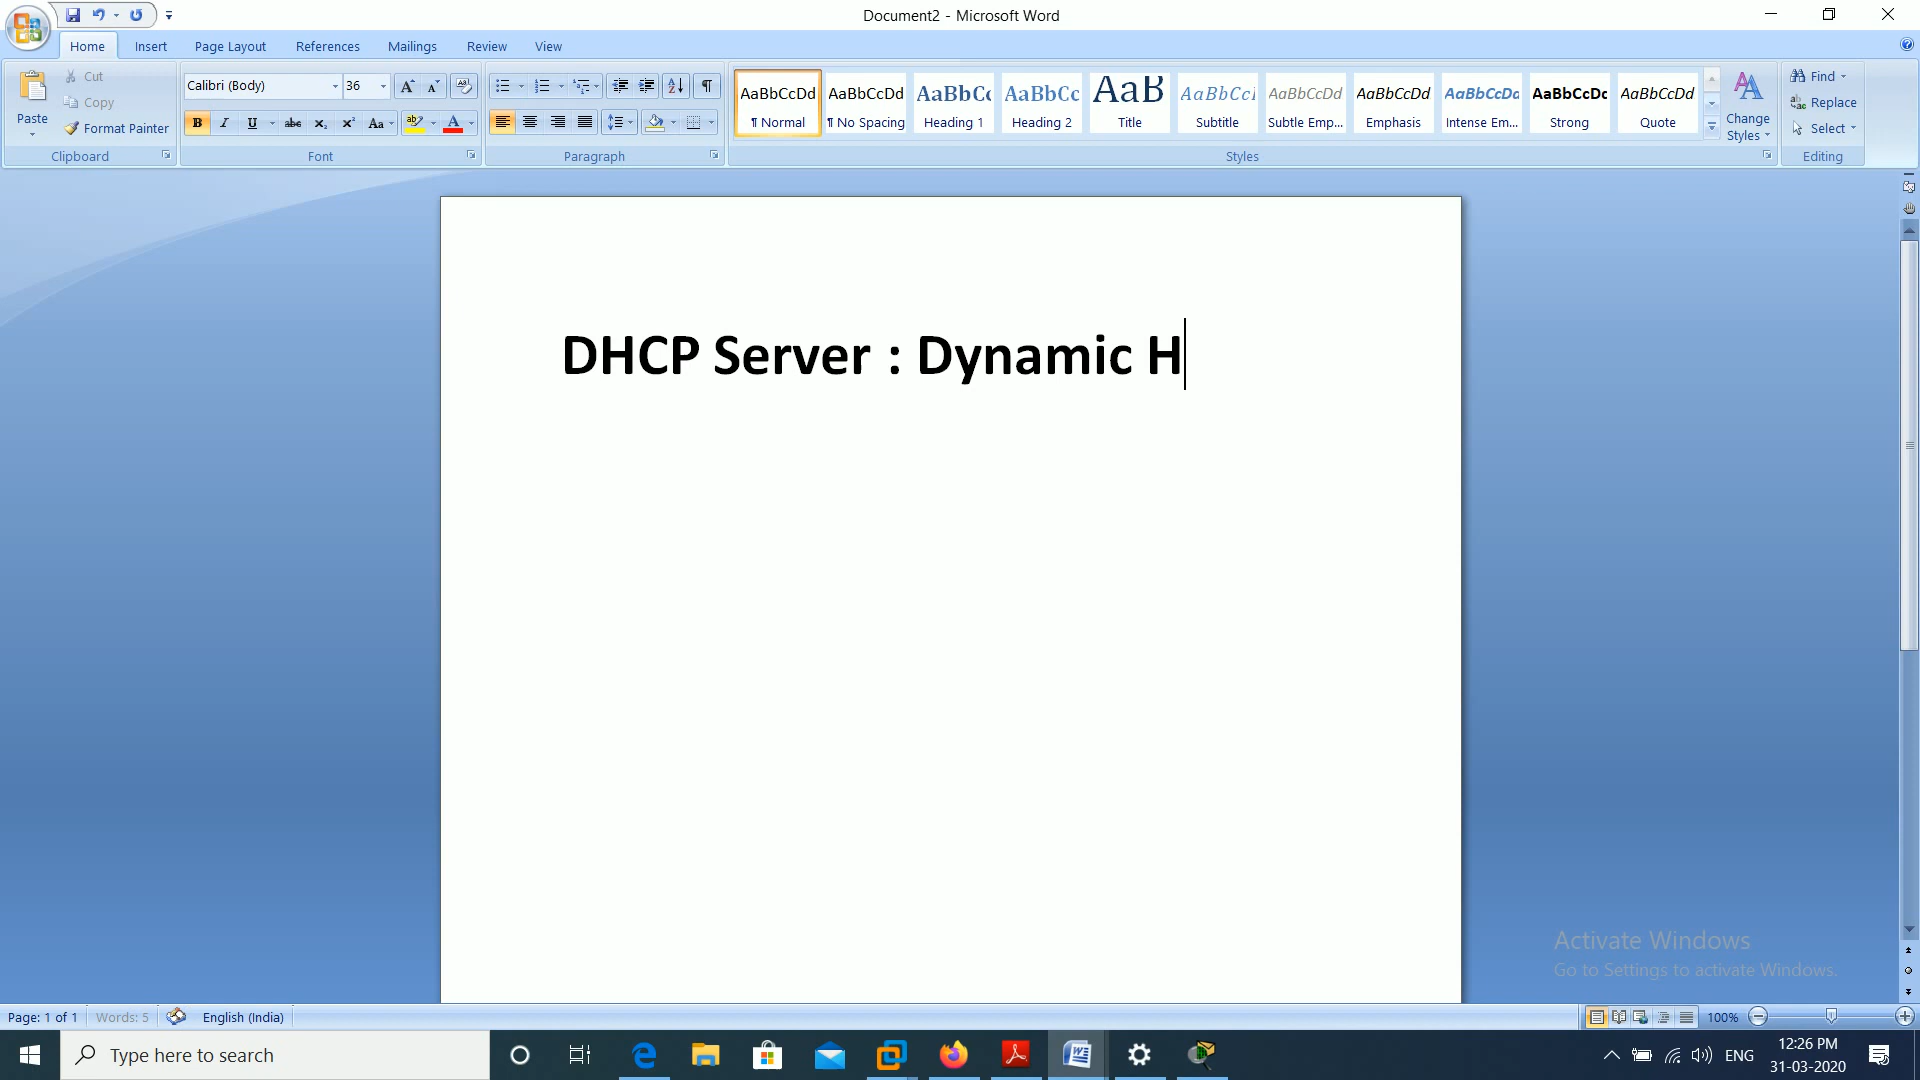 Document2 - Microsoft Word
Home Insert Page Layout References Mailings Review View
Paste
Cut
Copy
Format Painter
Clipboard
Calibri (Body) 36
Font
Paragraph
AaBbCcDd AaBbCcDd AaBbCc AaBbCc AaB AaBbCcI AaBbCcDd AaBbCcDd AaBbCcDd AaBbCcDc AaBbCcDd
¶ Normal ¶ No Spacing Heading 1 Heading 2 Title Subtitle Subtle Emp... Emphasis Intense Em... Strong Quote
Change Styles
Styles
Find
Replace
Select
Editing
DHCP Server : Dynamic H
Activate Windows
Go to Settings to activate Windows.
Page: 1 of 1 Words: 5 English (India) 100%
Type here to search
ENG
12:26 PM
31-03-2020